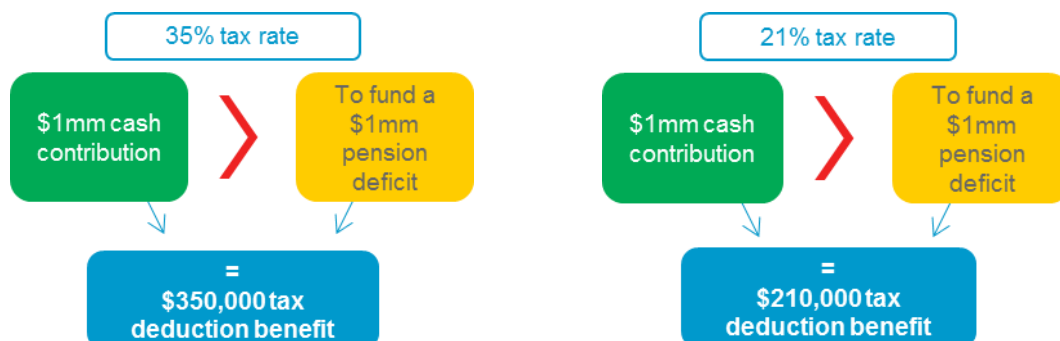 35% tax rate
$1mm cash
contribution
To fund a
$1mm
pension
deficit
=
$350,000 tax
deduction benefit
21% tax rate
$1mm cash
contribution
To fund a
$1mm
pension
deficit
=
$210,000 tax
deduction benefit